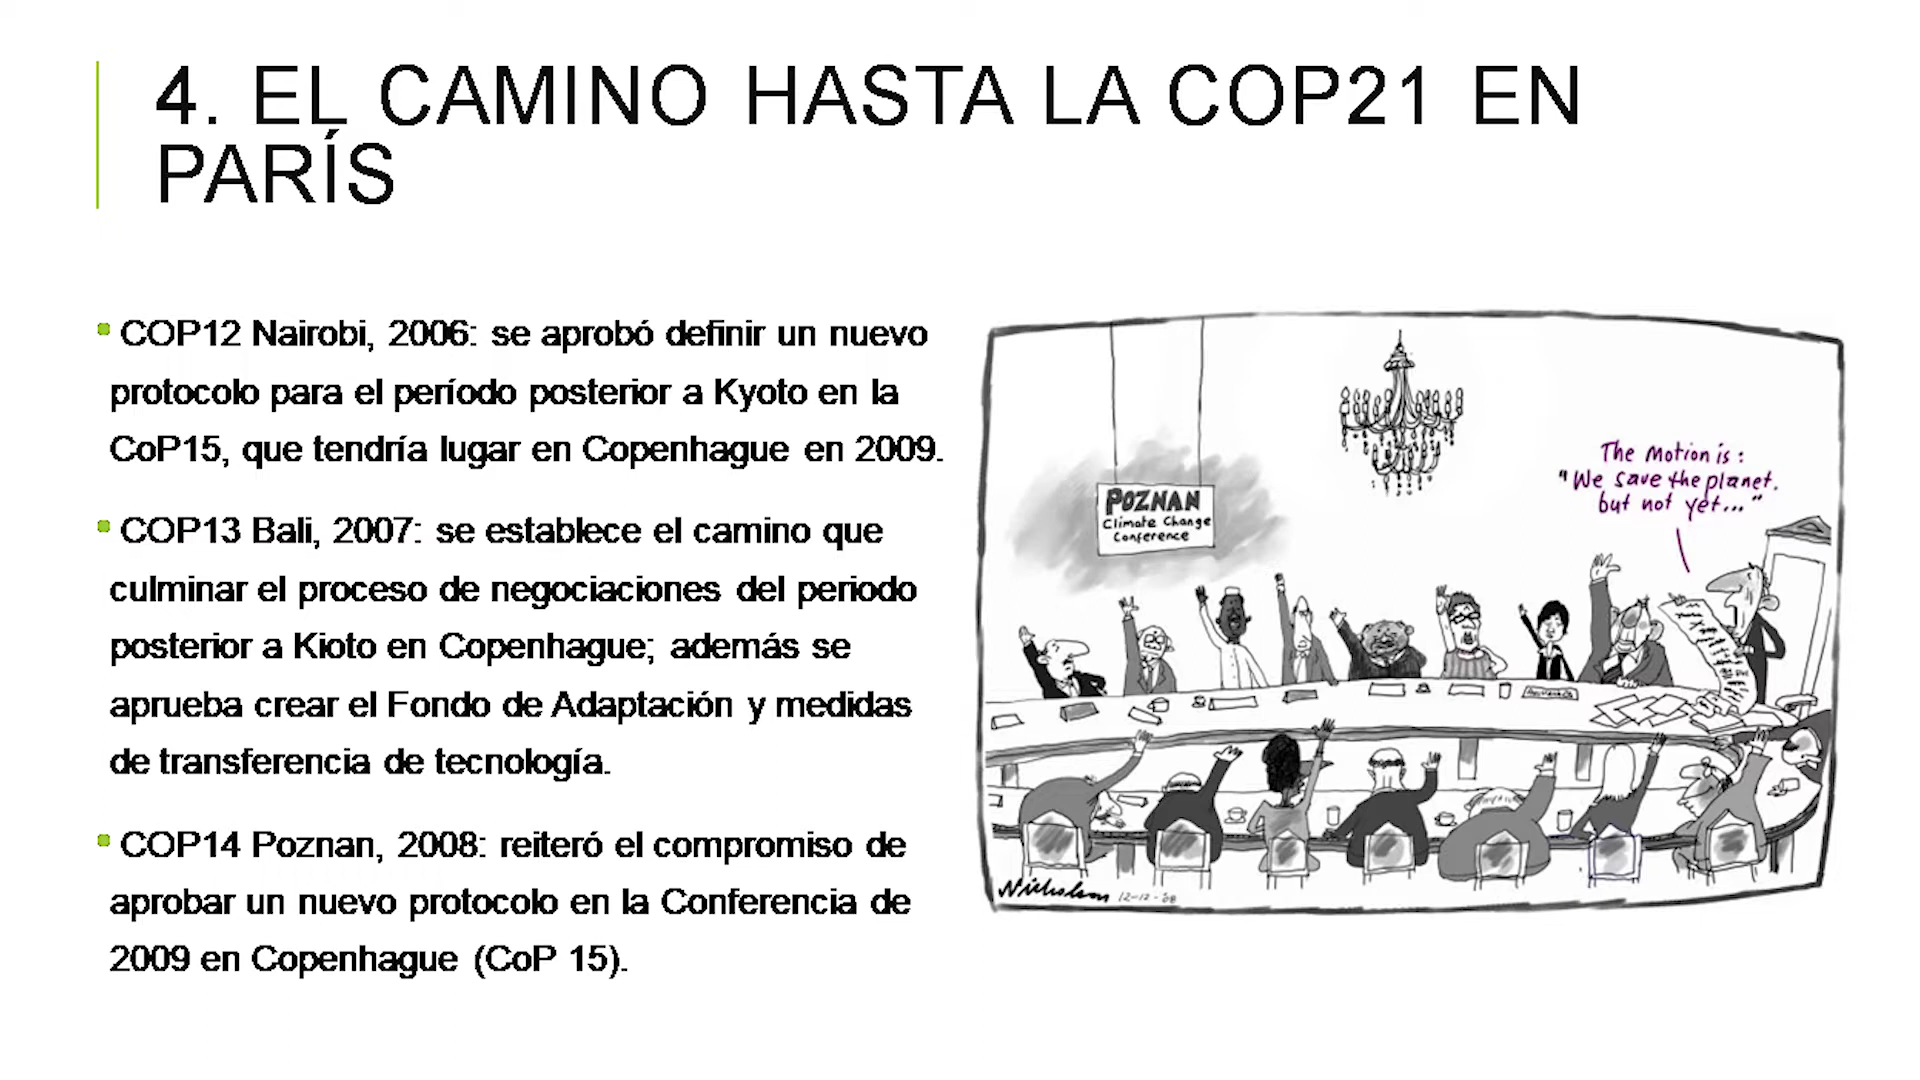 4. EL CAMINO HASTA LA COP21 EN
PARÍS
COP12 Nairobi, 2006: se aprobó definir un nuevo
protocolo para el período posterior a Kyoto en la
CoP15, que tendría lugar en Copenhague en 2009.
COP13 Bali, 2007: se establece el camino que
culminar el proceso de negociaciones del periodo
posterior a Kioto en Copenhague; además se
aprueba crear el Fondo de Adaptación y medidas
de transferencia de tecnología.
COP14 Poznan, 2008: reiteró el compromiso de
aprobar un nuevo protocolo en la Conferencia de
2009 en Copenhague (CoP 15).
POZNAN
Climate Change
Conference
The Motion is:
"We save the planet.
but not yet..."
Nicholson 12-12-'08